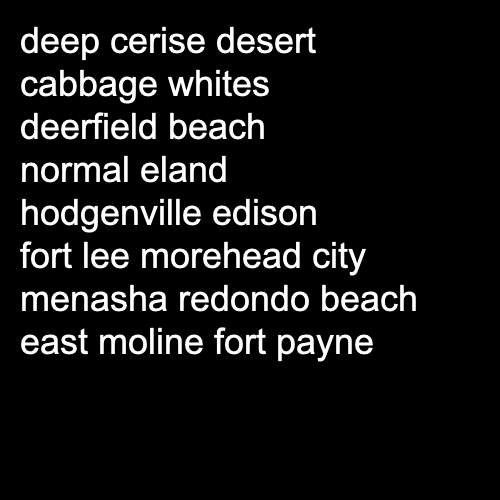 deep cerise desert
cabbage whites
deerfield beach
normal eland
hodgenville edison
fort lee morehead city
menasha redondo beach
east moline fort payne